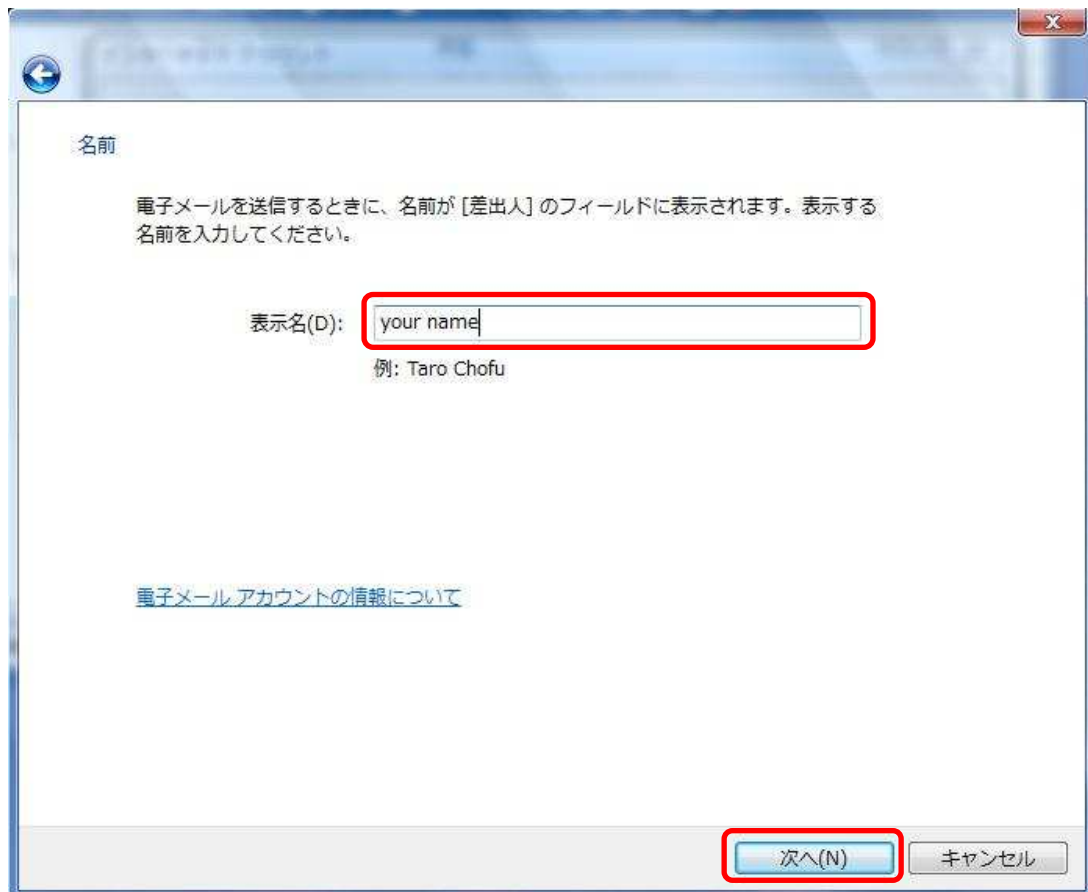 名前
電子メールを送信するときに、名前が [差出人] のフィールドに表示されます。表示する
名前を入力してください。
表示名(D): your name
例: Taro Chofu
電子メール アカウントの情報について
次へ(N) キャンセル